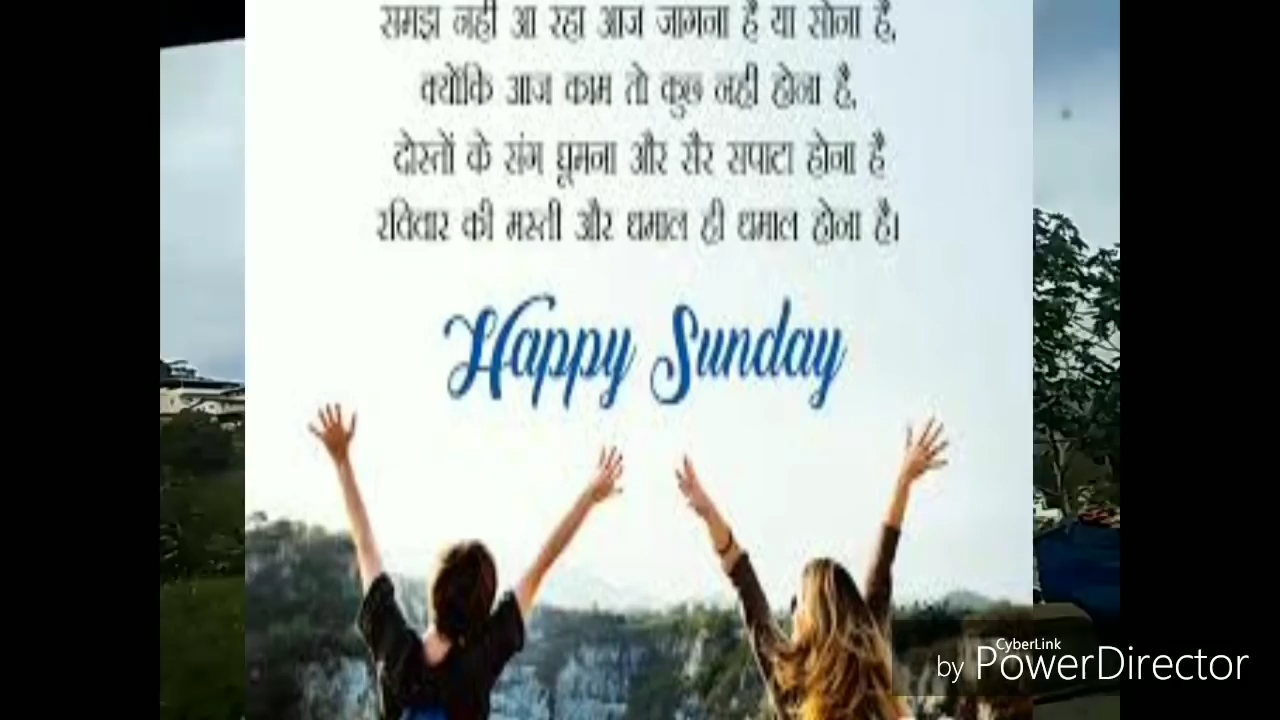 समझ नहीं आ रहा आज जागना है या सोना है,
क्योंकि आज काम तो कुछ नहीं होना है,
दोस्तों के संग घूमना और सैर सपाटा होना है
रविवार की मस्ती और धमाल ही धमाल होना है।
Happy Sunday
CyberLink
by PowerDirector